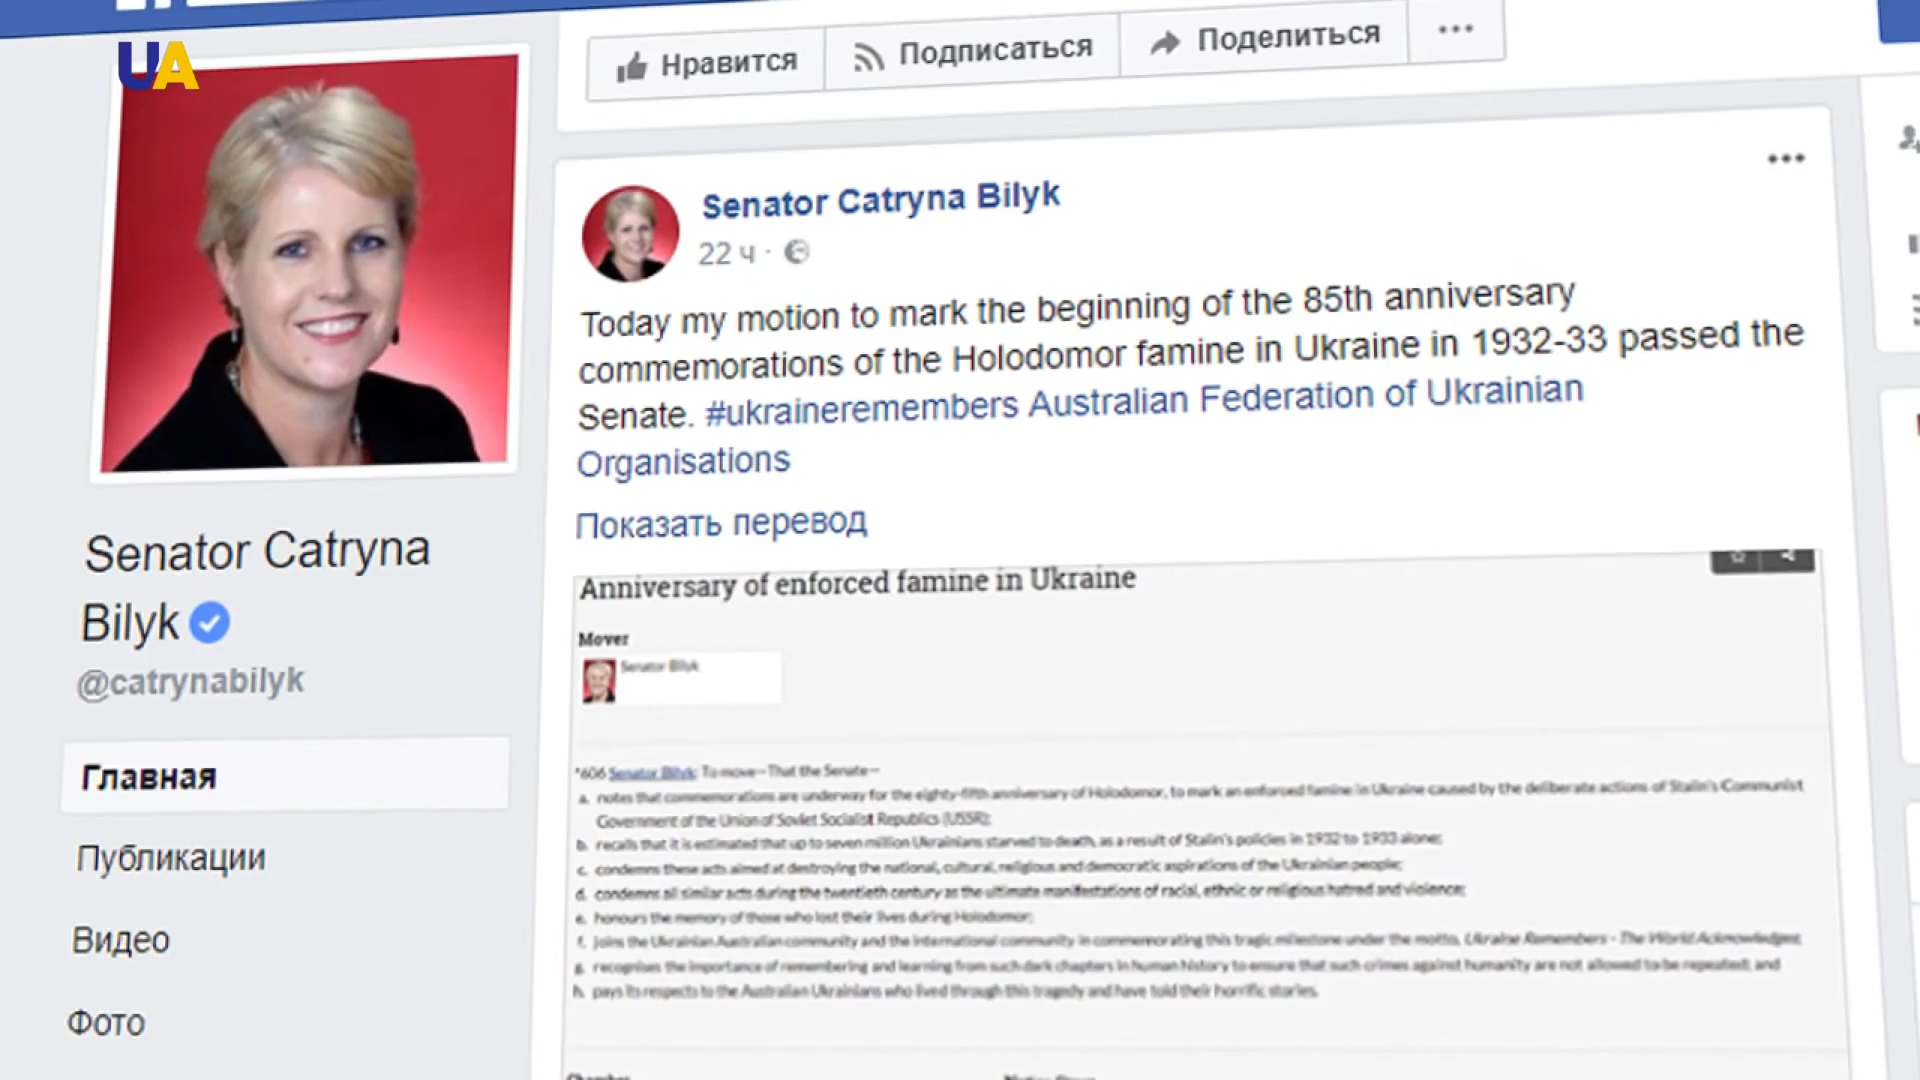 UA
Нравится
Подписаться
Поделиться
Senator Catryna Bilyk
22 ч
Today my motion to mark the beginning of the 85th anniversary
commemorations of the Holodomor famine in Ukraine in 1932-33 passed the
Senate. #ukraineremembers Australian Federation of Ukrainian
Organisations
Показать перевод
Senator Catryna
Bilyk
@catrynabilyk
Главная
Публикации
Видео
Фото
Anniversary of enforced famine in Ukraine
Mover
Senator Bilyk
*606 Senator Bilyk: To move—That the Senate—
a. notes that commemorations are underway for the eighty-fifth anniversary of Holodomor, to mark an enforced famine in Ukraine caused by the deliberate actions of Stalin's Communist
Government of the Union of Soviet Socialist Republics (USSR);
b. recalls that it is estimated that up to seven million Ukrainians starved to death, as a result of Stalin's policies in 1932 to 1933 alone;
c. condemns these acts aimed at destroying the national, cultural, religious and democratic aspirations of the Ukrainian people;
d. condemns all similar acts during the twentieth century as the ultimate manifestations of racial, ethnic or religious hatred and violence;
e. honours the memory of those who lost their lives during Holodomor;
f. joins the Ukrainian Australian community and the international community in commemorating this tragic milestone under the motto, Ukraine Remembers - The World Acknowledges;
g. recognises the importance of remembering and learning from such dark chapters in human history to ensure that such crimes against humanity are not allowed to be repeated; and
h. pays its respects to the Australian Ukrainians who lived through this tragedy and have told their horrific stories.